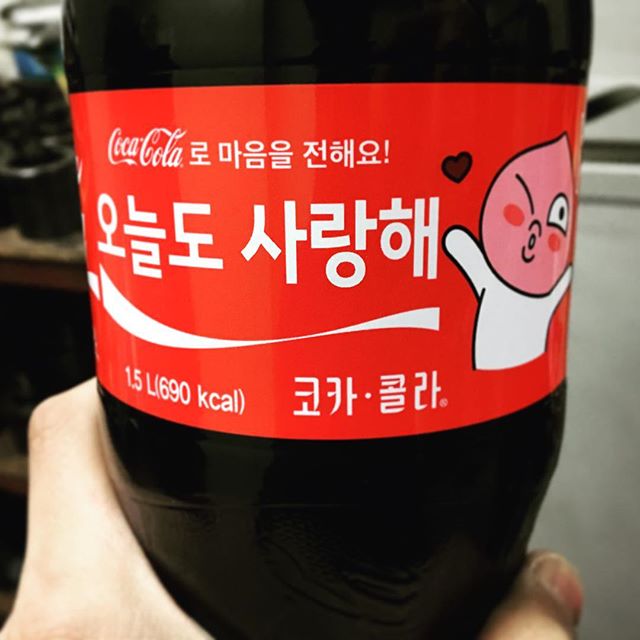 Coca-Cola로 마음을 전해요!
오늘도 사랑해
1.5 L(690 kcal)
코카·콜라®